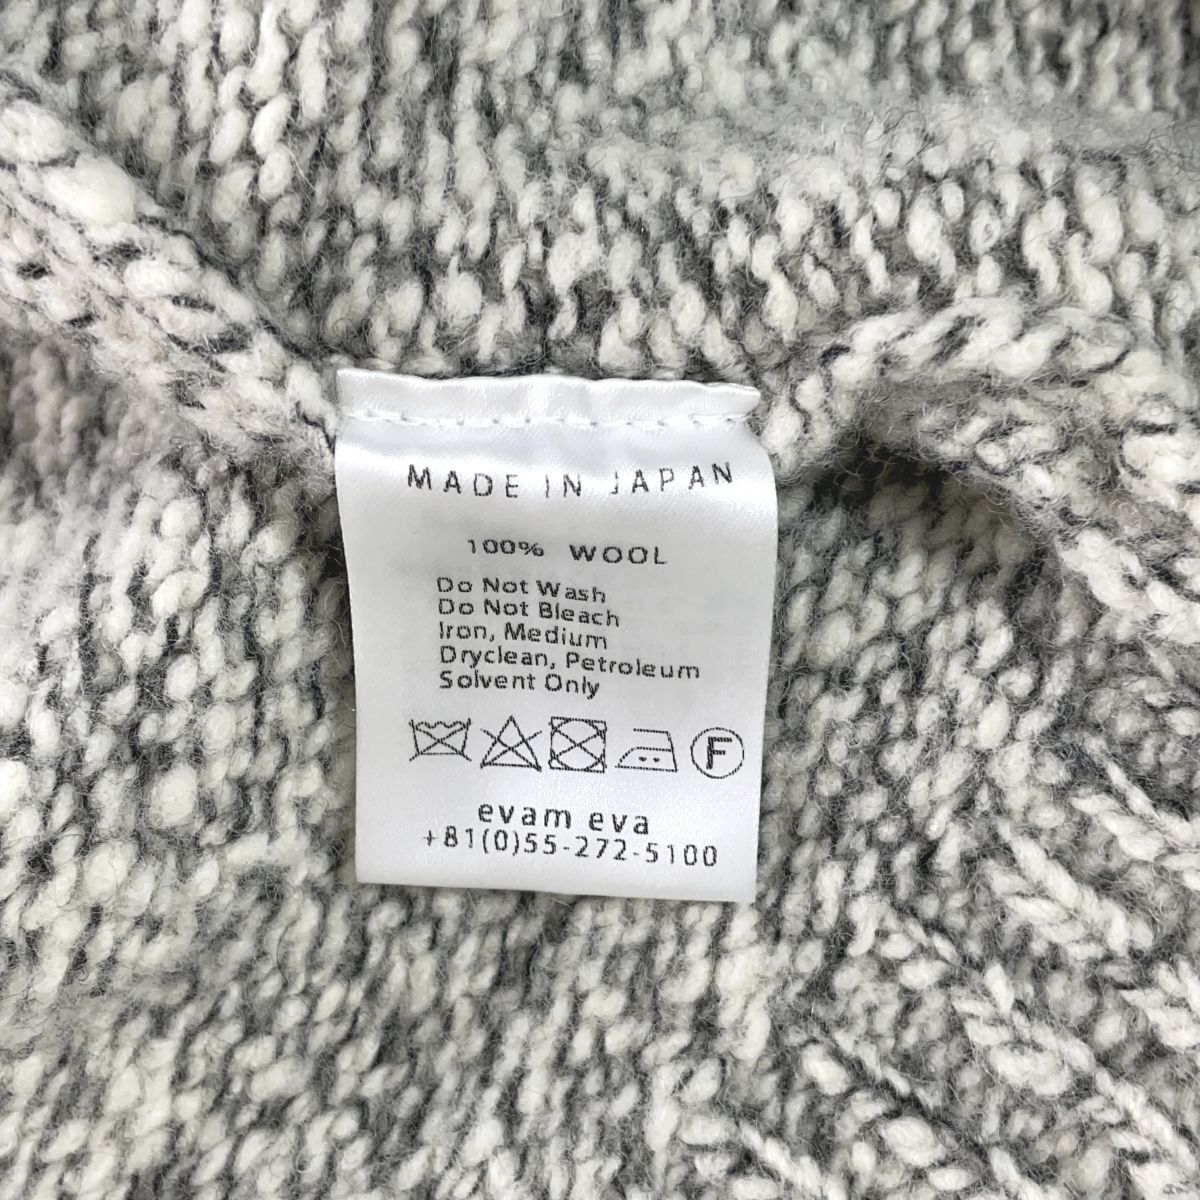 MADE IN JAPAN
100% WOOL
Do Not Wash
Do Not Bleach
Iron, Medium
Dryclean, Petroleum
Solvent Only
F
evam eva
+81(0)55-272-5100